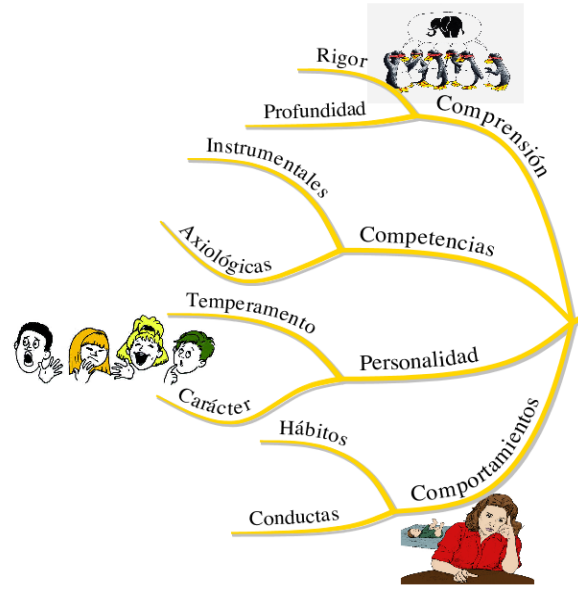 Rigor
Profundidad
Comprensión
Instrumentales
Axiológicas
Competencias
Temperamento
Carácter
Personalidad
Hábitos
Conductas
Comportamientos